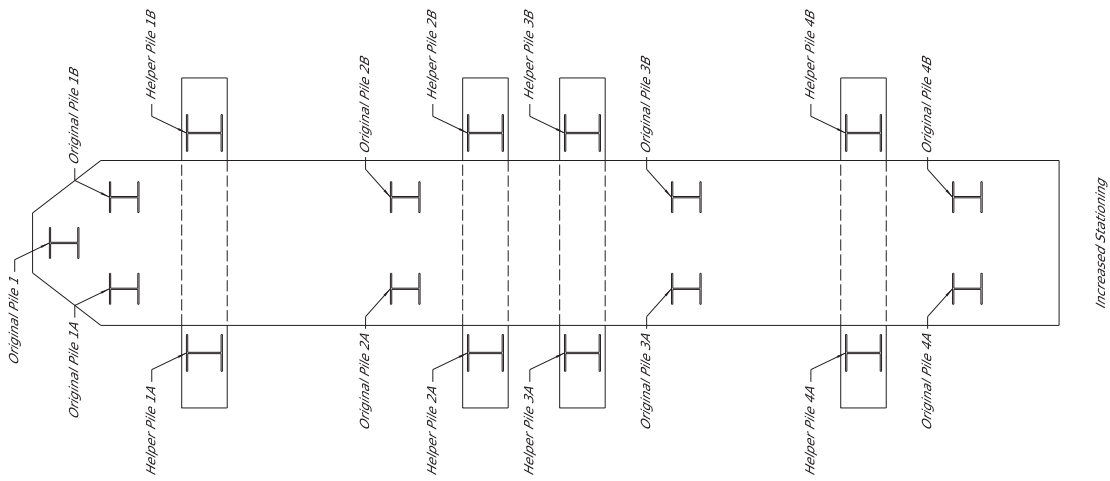 Helper Pile 1B
Helper Pile 2B
Helper Pile 3B
Helper Pile 4B
Original Pile 1B
Original Pile 2B
Original Pile 3B
Original Pile 4B
Original Pile 1
Increased Stationing
Original Pile 1A
Original Pile 2A
Original Pile 3A
Original Pile 4A
Helper Pile 1A
Helper Pile 2A
Helper Pile 3A
Helper Pile 4A